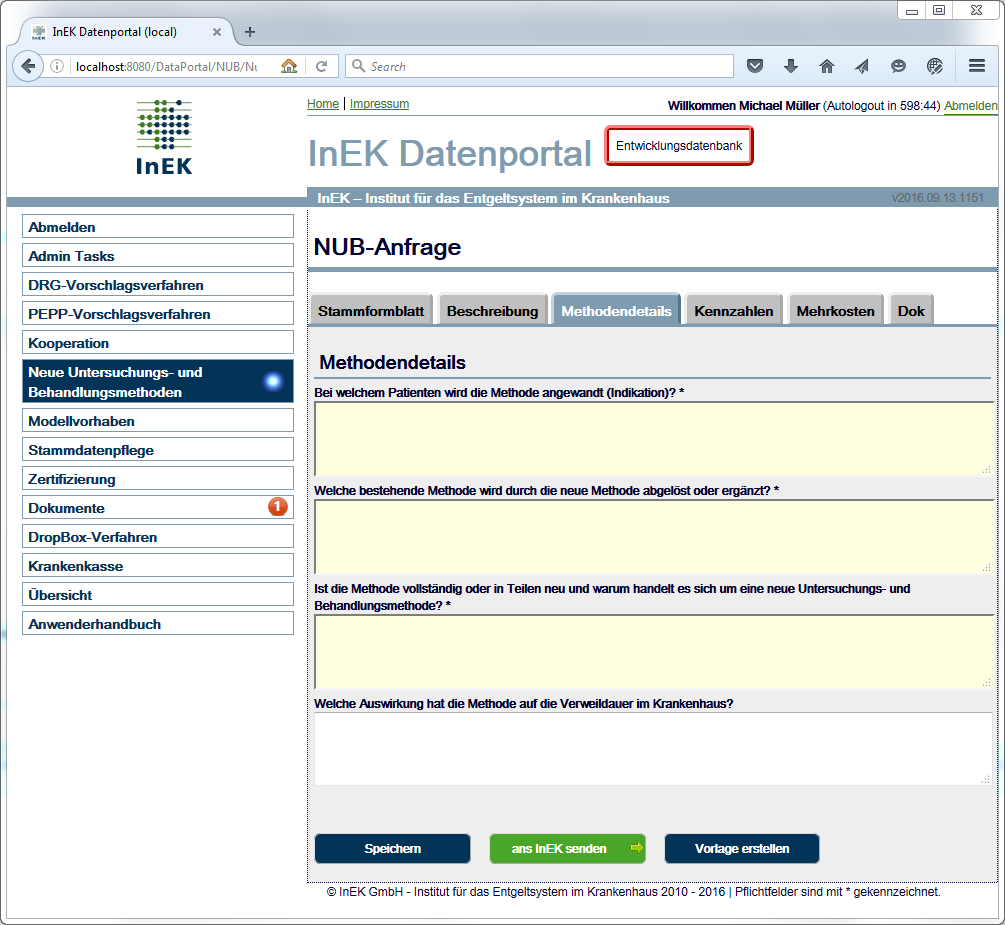 InEK Datenportal (local)
localhost:8080/DataPortal/NUB/Nu
Search
InEK
Home | Impressum
Willkommen Michael Müller (Autologout in 598:44) Abmelden
InEK Datenportal
Entwicklungsdatenbank
InEK – Institut für das Entgeltsystem im Krankenhaus
v2016.09.13.1151
Abmelden
Admin Tasks
DRG-Vorschlagsverfahren
PEPP-Vorschlagsverfahren
Kooperation
Neue Untersuchungs- und
Behandlungsmethoden
Modellvorhaben
Stammdatenpflege
Zertifizierung
Dokumente 1
DropBox-Verfahren
Krankenkasse
Übersicht
Anwenderhandbuch
NUB-Anfrage
Stammformblatt Beschreibung Methodendetails Kennzahlen Mehrkosten Dok
Methodendetails
Bei welchem Patienten wird die Methode angewandt (Indikation)? *
Welche bestehende Methode wird durch die neue Methode abgelöst oder ergänzt? *
Ist die Methode vollständig oder in Teilen neu und warum handelt es sich um eine neue Untersuchungs- und
Behandlungsmethode? *
Welche Auswirkung hat die Methode auf die Verweildauer im Krankenhaus?
Speichern ans InEK senden Vorlage erstellen
© InEK GmbH - Institut für das Entgeltsystem im Krankenhaus 2010 - 2016 | Pflichtfelder sind mit * gekennzeichnet.